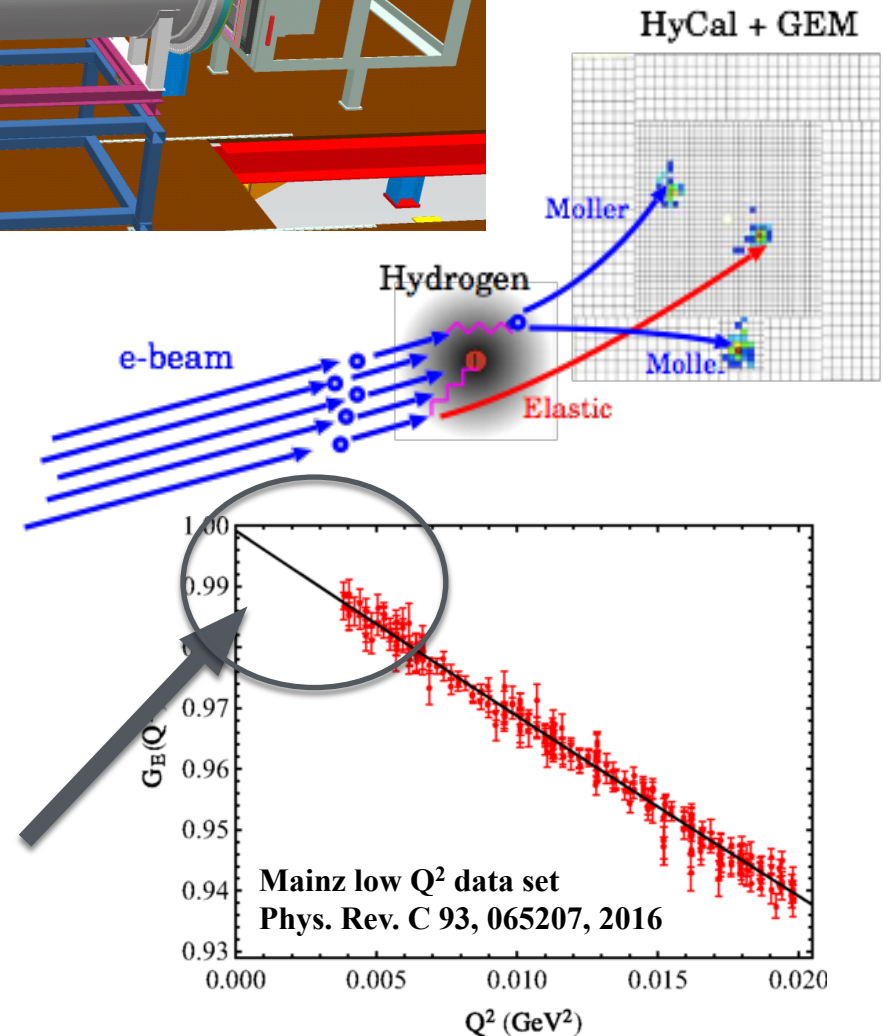 HyCal + GEM
Moller
Hydrogen
e-beam
Molle
Elastic
1.00
0.99
0.97
0.96
0.95
0.94
0.93
G_E(Q
Mainz low Q² data set
Phys. Rev. C 93, 065207, 2016
0.000 0.005 0.010 0.015 0.020
Q² (GeV²)